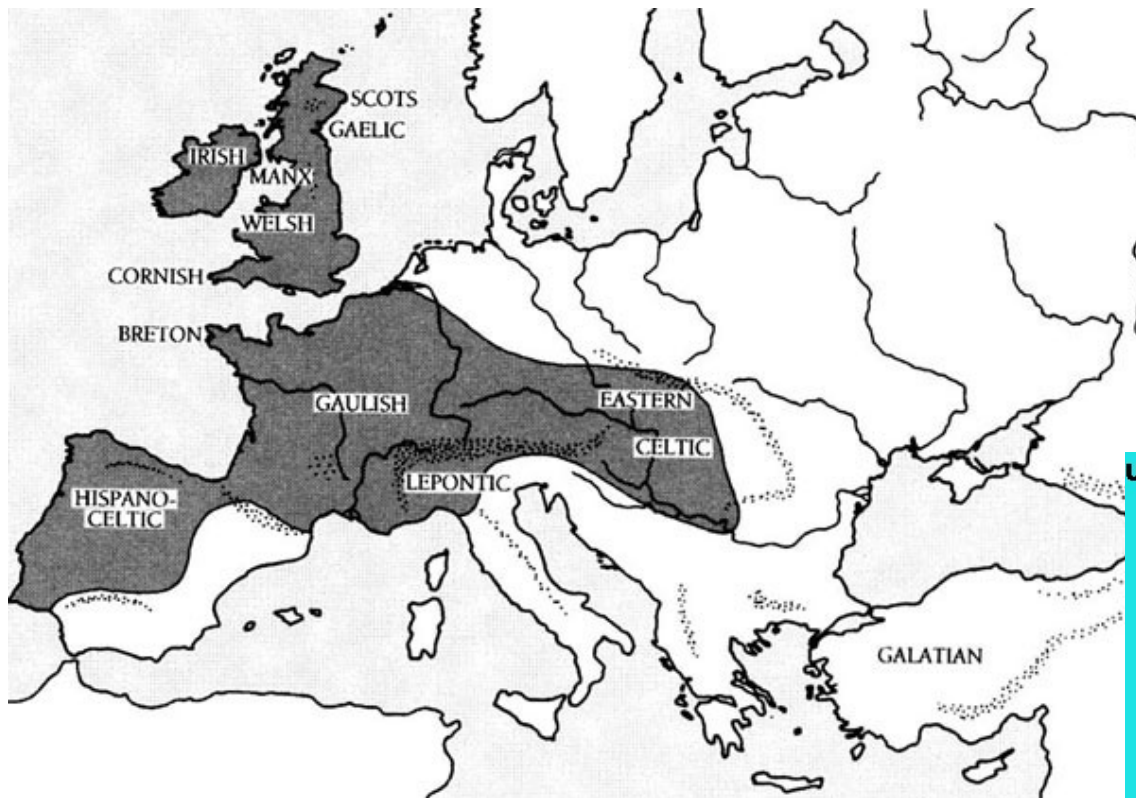 SCOTS
GAELIC
IRISH
MANX
WELSH
CORNISH
BRETON
GAULISH
EASTERN
CELTIC
LEPONTIC
HISPANO-
CELTIC
GALATIAN